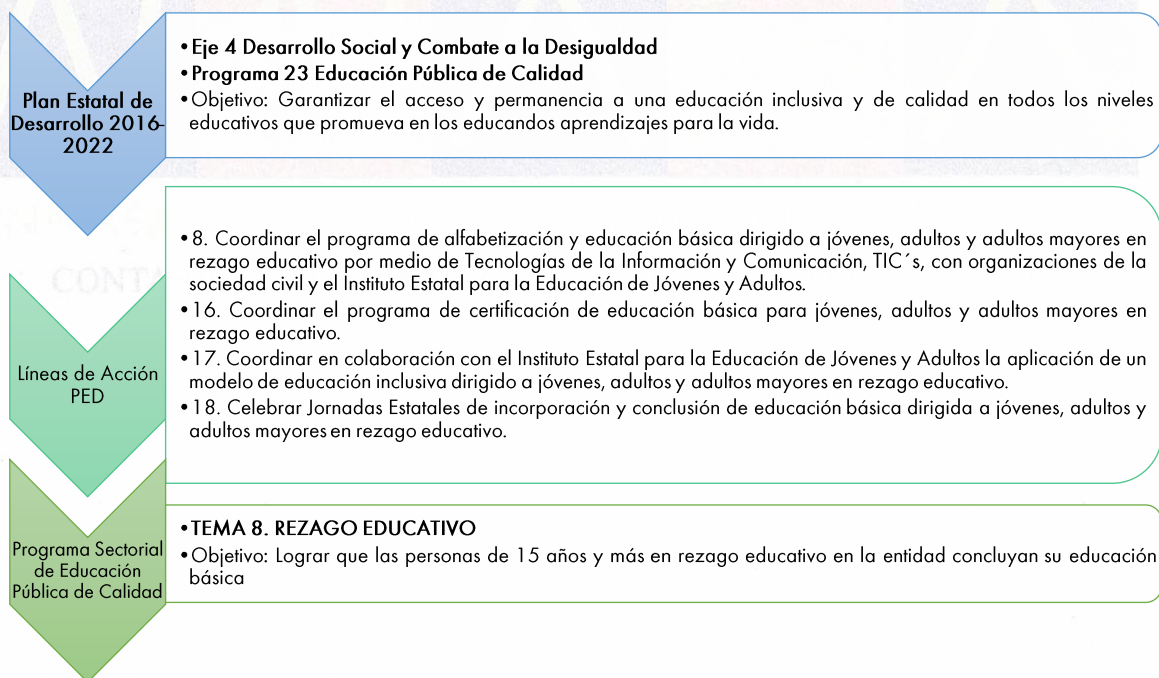 Plan Estatal de
Desarrollo 2016-
2022
•Eje 4 Desarrollo Social y Combate a la Desigualdad
•Programa 23 Educación Pública de Calidad
•Objetivo: Garantizar el acceso y permanencia a una educación inclusiva y de calidad en todos los niveles
educativos que promueva en los educandos aprendizajes para la vida.
Líneas de Acción
PED
•8. Coordinar el programa de alfabetización y educación básica dirigido a jóvenes, adultos y adultos mayores en
rezago educativo por medio de Tecnologías de la Información y Comunicación, TIC´s, con organizaciones de la
sociedad civil y el Instituto Estatal para la Educación de Jóvenes y Adultos.
•16. Coordinar el programa de certificación de educación básica para jóvenes, adultos y adultos mayores en
rezago educativo.
•17. Coordinar en colaboración con el Instituto Estatal para la Educación de Jóvenes y Adultos la aplicación de un
modelo de educación inclusiva dirigido a jóvenes, adultos y adultos mayores en rezago educativo.
•18. Celebrar Jornadas Estatales de incorporación y conclusión de educación básica dirigida a jóvenes, adultos y
adultos mayores en rezago educativo.
Programa Sectorial
de Educación
Pública de Calidad
•TEMA 8. REZAGO EDUCATIVO
•Objetivo: Lograr que las personas de 15 años y más en rezago educativo en la entidad concluyan su educación
básica